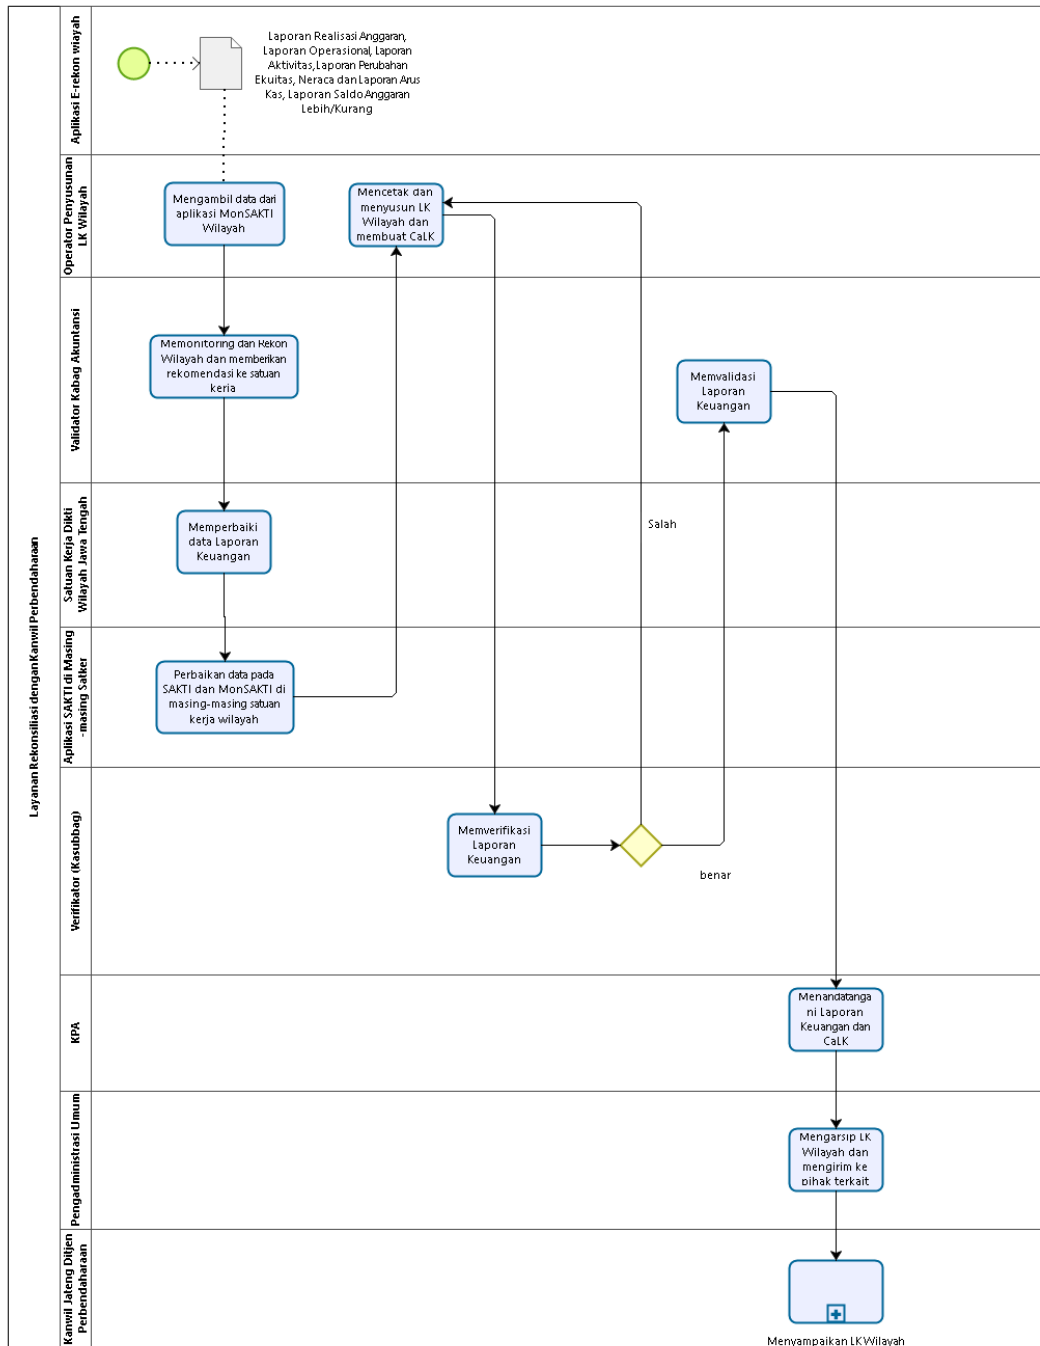 Layanan Rekonsiliasi dengan Kanwil Perbendaharaan
Aplikasi E-rekon wiayah
Laporan Realisasi Anggaran,
Laporan Operasional, Laporan
Aktivitas,Laporan Perubahan
Ekuitas, Neraca dan Laporan Arus
Kas, Laporan Saldo Anggaran
Lebih/Kurang
Operator Penyusunan
LK Wilayah
Mengambil data dari
aplikasi MonSAKTI
Wilayah
Mencetak dan
menyusun LK
Wilayah dan
membuat CaLK
Validator Kabag Akuntansi
Memonitoring dan Rekon
Wilayah dan memberikan
rekomendasi ke satuan
kerja
Memvalidasi
Laporan
Keuangan
Satuan Kerja Dikti
Wilayah Jawa Tengah
Memperbaiki
data Laporan
Keuangan
Salah
Aplikasi SAKTI di Masing
-masing Satker
Perbaikan data pada
SAKTI dan MonSAKTI di
masing-masing satuan
kerja wilayah
Verifikator (Kasubbag)
Memverifikasi
Laporan
Keuangan
benar
KPA
Menandatanga
ni Laporan
Keuangan dan
CaLK
Pengadministrasi Umum
Mengarsip LK
Wilayah dan
mengirim ke
pihak terkait
Kanwil Jateng Ditjen
Perbendaharaan
Menyampaikan LK Wilayah